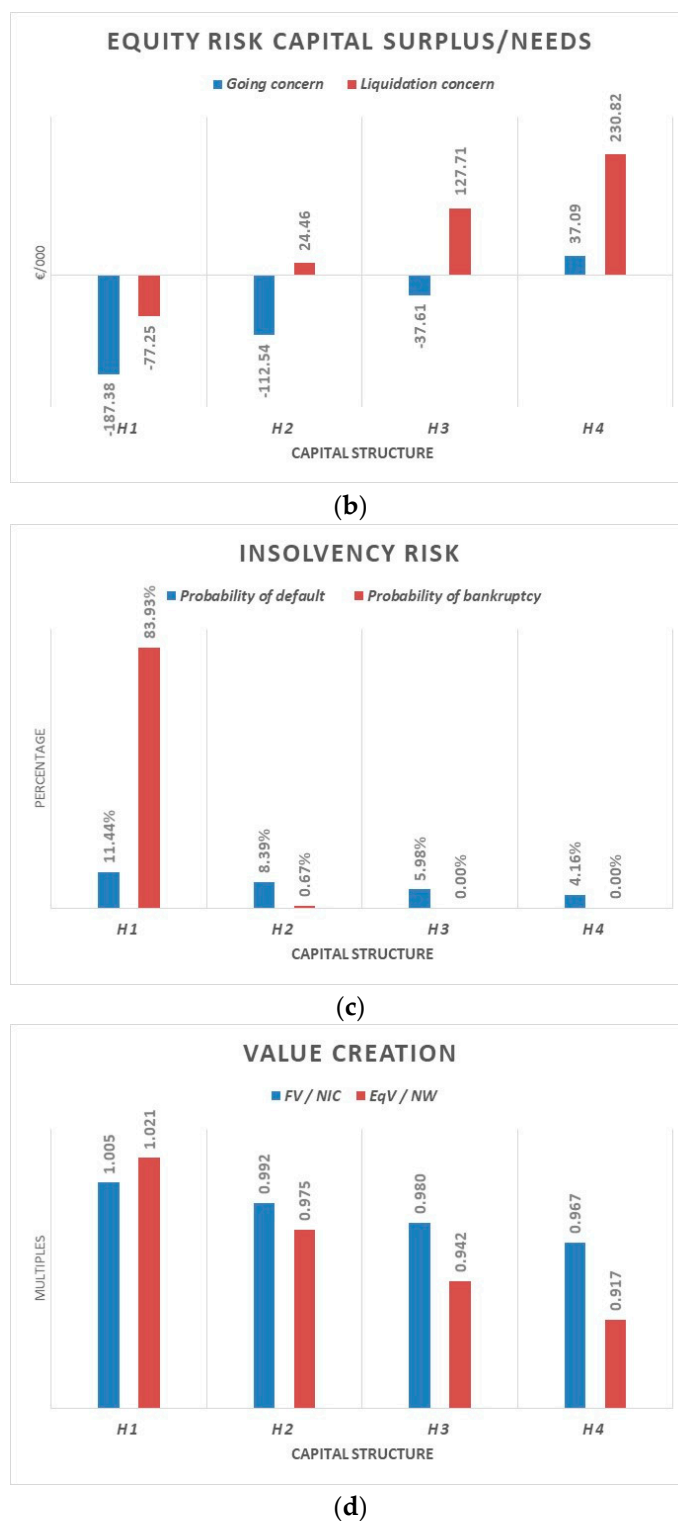 EQUITY RISK CAPITAL SURPLUS/NEEDS
Going concern Liquidation concern
€/000
-187.38
-77.25
-112.54
24.46
-37.61
127.71
37.09
230.82
H1 H2 H3 H4
CAPITAL STRUCTURE
(b)
INSOLVENCY RISK
Probability of default Probability of bankruptcy
PERCENTAGE
11.44%
83.93%
8.39%
0.67%
5.98%
0.00%
4.16%
0.00%
H1 H2 H3 H4
CAPITAL STRUCTURE
(c)
VALUE CREATION
FV / NIC EqV / NW
MULTIPLES
1.005
1.021
0.992
0.975
0.980
0.942
0.967
0.917
H1 H2 H3 H4
CAPITAL STRUCTURE
(d)